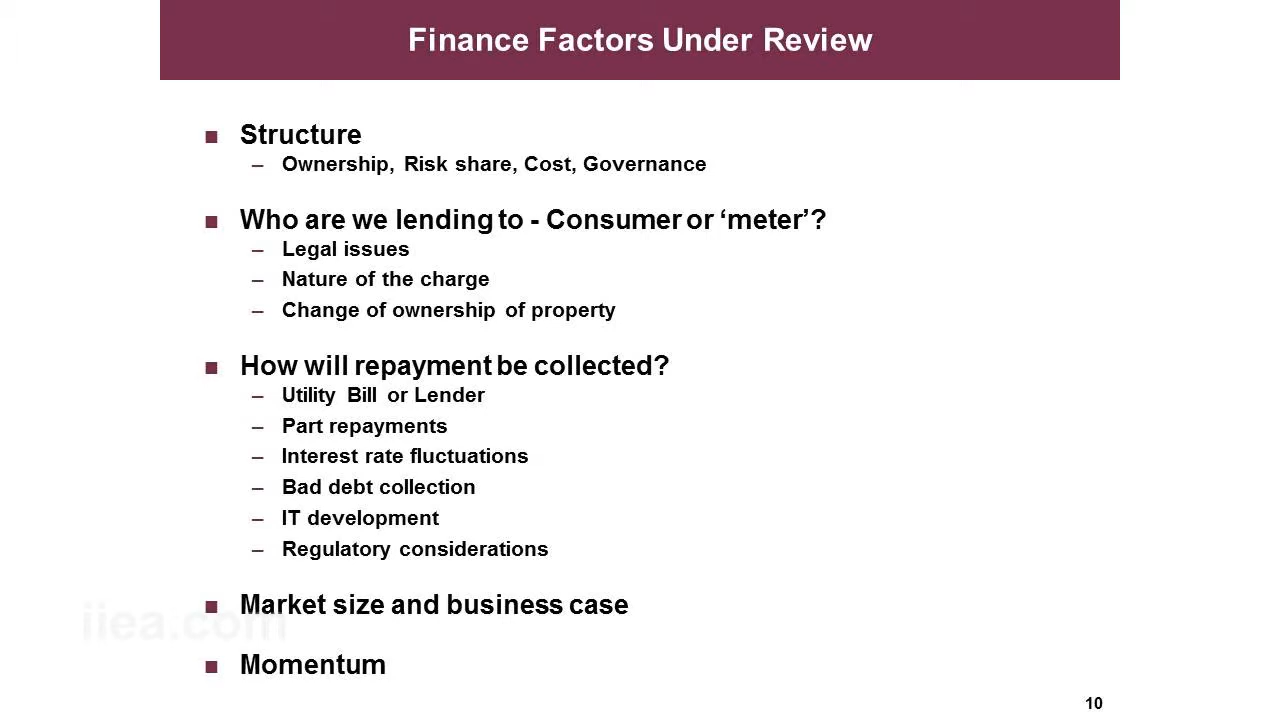 Finance Factors Under Review
■ Structure
– Ownership, Risk share, Cost, Governance
■ Who are we lending to - Consumer or ‘meter’?
– Legal issues
– Nature of the charge
– Change of ownership of property
■ How will repayment be collected?
– Utility Bill or Lender
– Part repayments
– Interest rate fluctuations
– Bad debt collection
– IT development
– Regulatory considerations
■ Market size and business case
iiea.com
■ Momentum
10